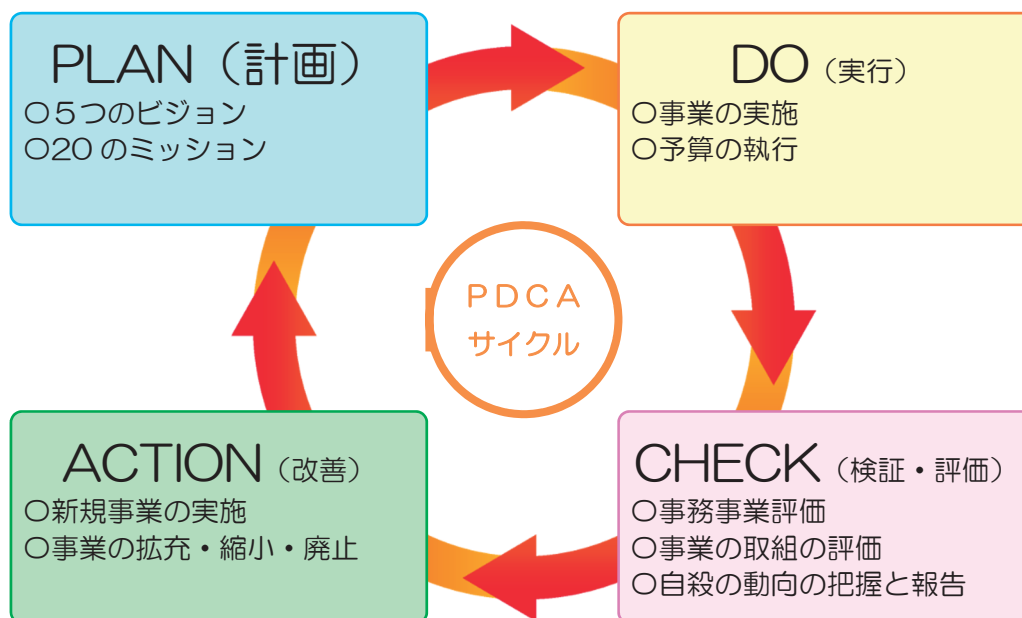 PLAN（計画）
○５つのビジョン
○20のミッション
DO（実行）
○事業の実施
○予算の執行
PDCA
サイクル
ACTION（改善）
○新規事業の実施
○事業の拡充・縮小・廃止
CHECK（検証・評価）
○事務事業評価
○事業の取組の評価
○自殺の動向の把握と報告